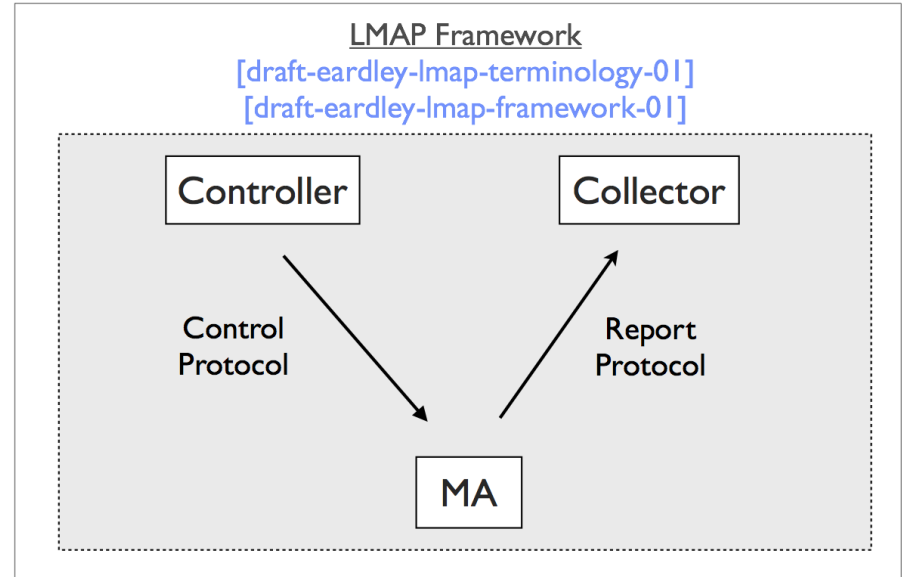 LMAP Framework
[draft-eardley-lmap-terminology-01]
[draft-eardley-lmap-framework-01]
Controller
Collector
Control
Protocol
Report
Protocol
MA